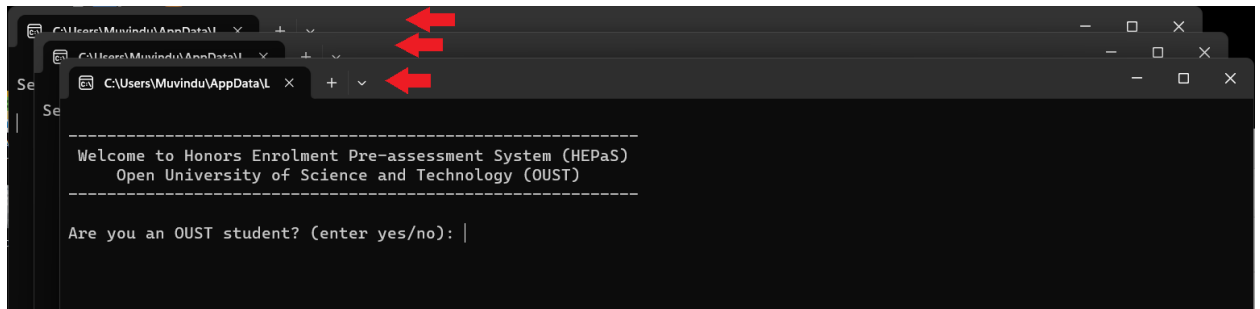 C:\Users\Muvindu\AppData\L
C:\Users\Muvindu\AppData\L
C:\Users\Muvindu\AppData\L
Se
Se
---------------------------------------------------------
Welcome to Honors Enrolment Pre-assessment System (HEPaS)
Open University of Science and Technology (OUST)
---------------------------------------------------------
Are you an OUST student? (enter yes/no):